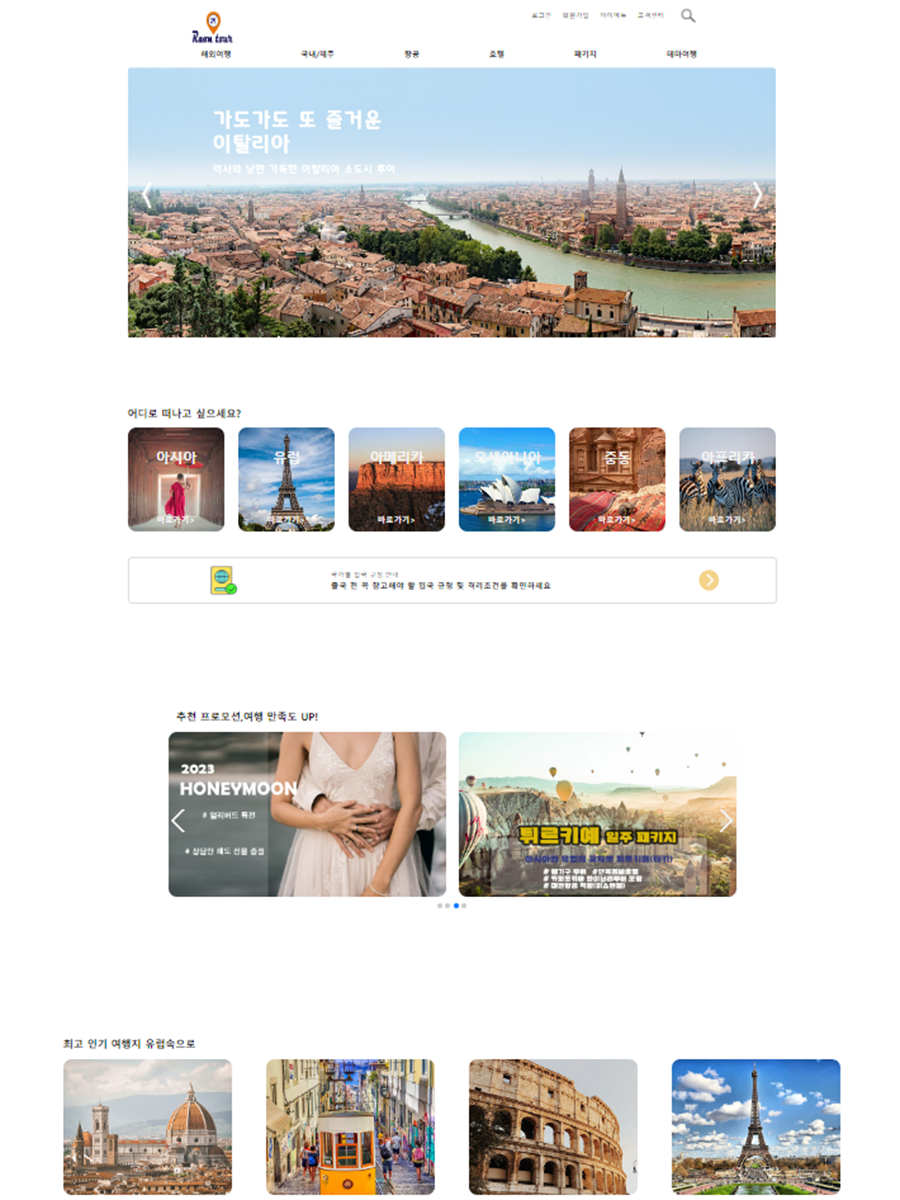 로그인 회원가입 마이메뉴 고객센터
Raon tour
해외여행 국내/제주 항공 호텔 패키지 테마여행
가도가도 또 즐거운
이탈리아
역사와 낭만 가득한 이탈리아 소도시 투어
어디로 떠나고 싶으세요?
아시아 유럽 아메리카 오세아니아 중동 아프리카
바로가기> 바로가기> 바로가기> 바로가기> 바로가기> 바로가기>
국가별 입국 규정 안내
출국 전 꼭 참고해야 할 입국 규정 및 격리조건을 확인하세요
추천 프로모션,여행 만족도 UP!
2023
HONEYMOON
# 얼리버드 특전
# 상담만 해도 선물 증정
튀르키예 일주 패키지
# 열기구 투어
최고 인기 여행지 유럽속으로